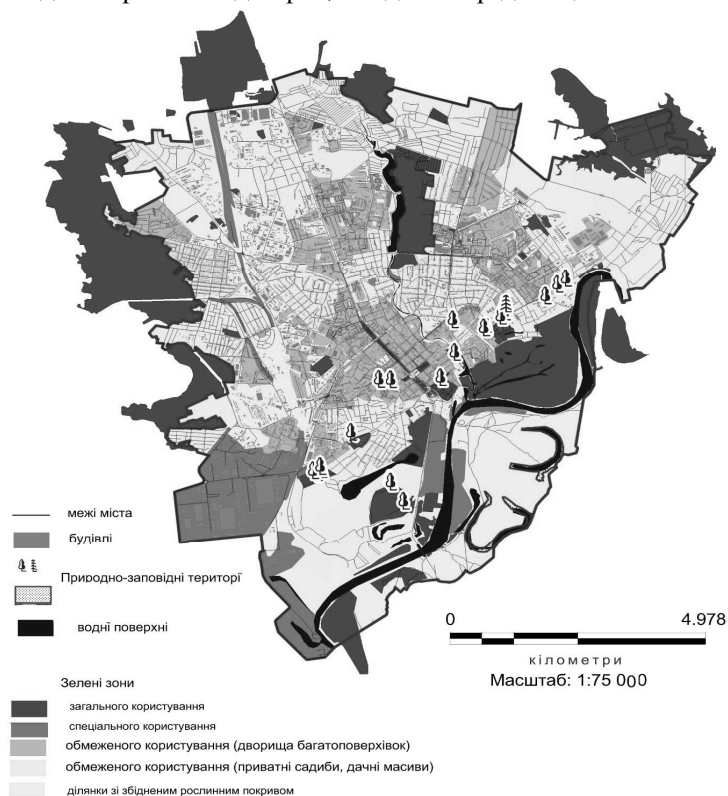 межі міста
будівлі
Природно-заповідні території
водні поверхні
0 4.978
кілометри
Масштаб: 1:75 000
Зелені зони
загального користування
спеціального користування
обмеженого користування (дворища багатоповерхівок)
обмеженого користування (приватні садиби, дачні масиви)
ділянки зі збідненим рослинним покривом